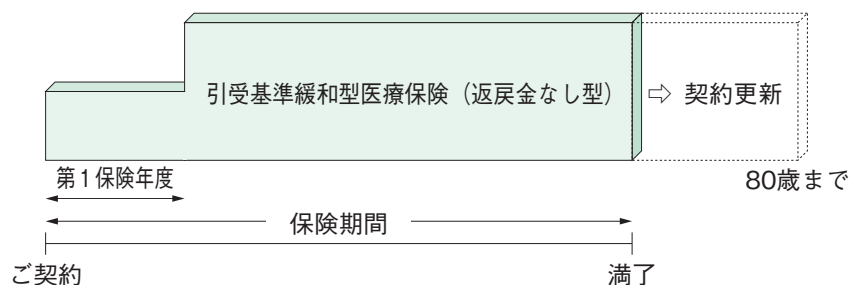 引受基準緩和型医療保険（返戻金なし型）
⇨ 契約更新
第1保険年度
80歳まで
保険期間
ご契約
満了